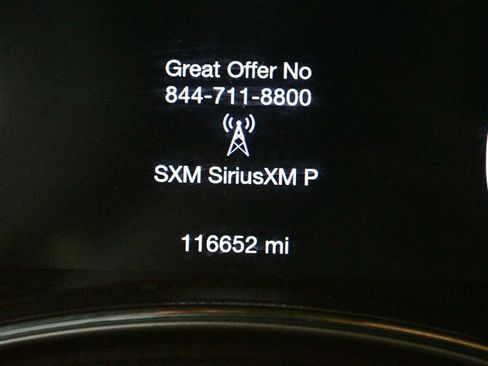 Great Offer No
844-711-8800
SXM SiriusXM P
116652 mi